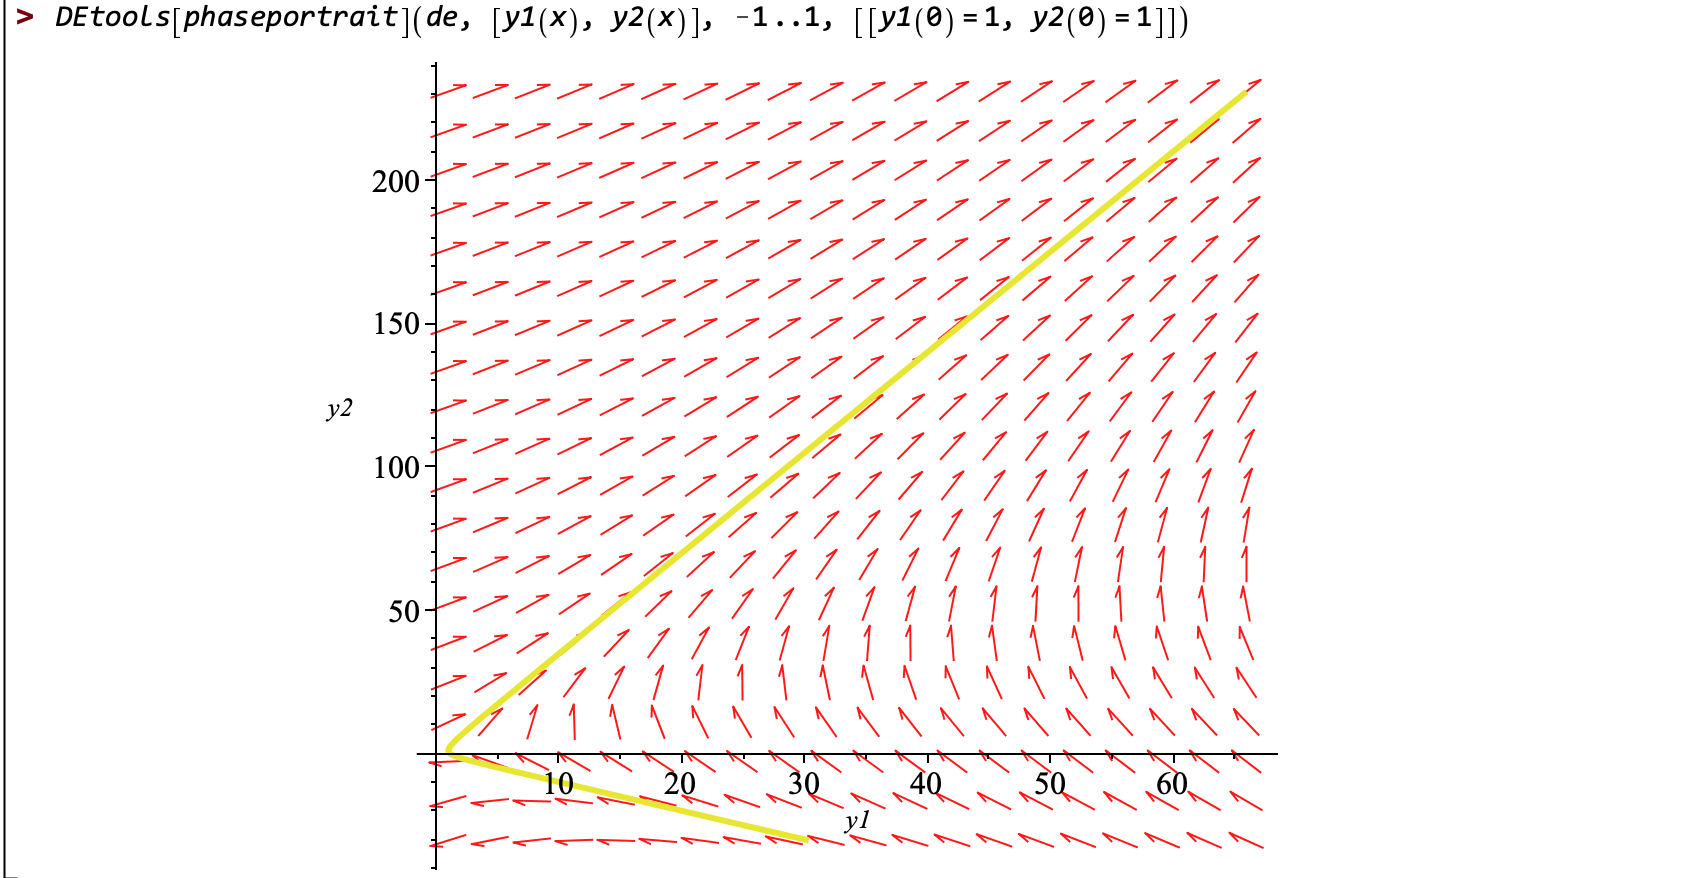 > DEtools[phaseportrait](de, [y1(x), y2(x)], -1..1, [[y1(0)=1, y2(0)=1]])
200
150
y2
100
50
10 20 30 40 50 60
y1